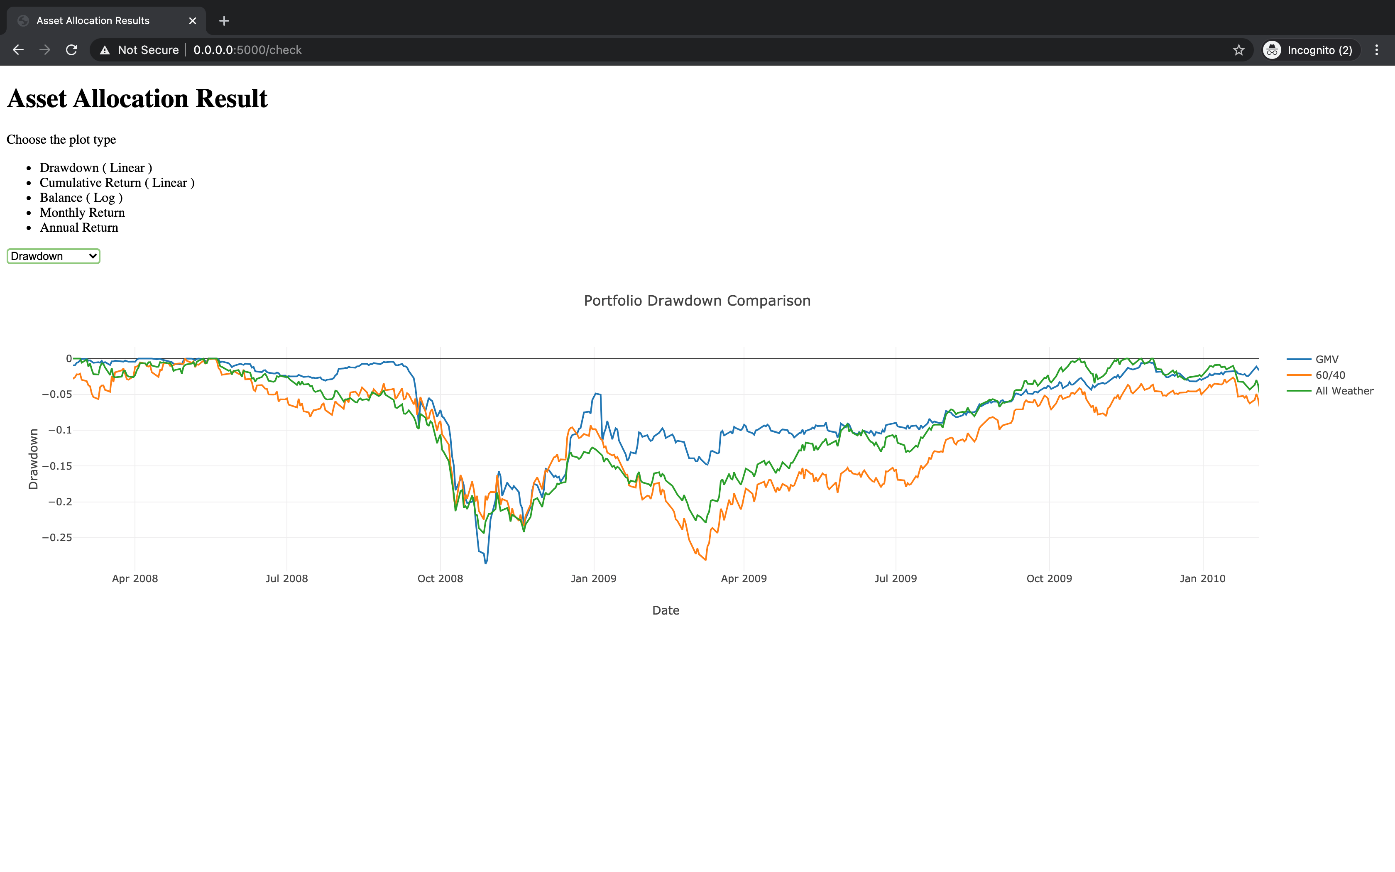 Asset Allocation Results
Not Secure
0.0.0.0:5000/check
Incognito (2)
Asset Allocation Result
Choose the plot type
Drawdown ( Linear )
Cumulative Return ( Linear )
Balance ( Log )
Monthly Return
Annual Return
Drawdown
Portfolio Drawdown Comparison
0
−0.05
−0.1
−0.15
−0.2
−0.25
Drawdown
Apr 2008
Jul 2008
Oct 2008
Jan 2009
Apr 2009
Jul 2009
Oct 2009
Jan 2010
Date
GMV
60/40
All Weather